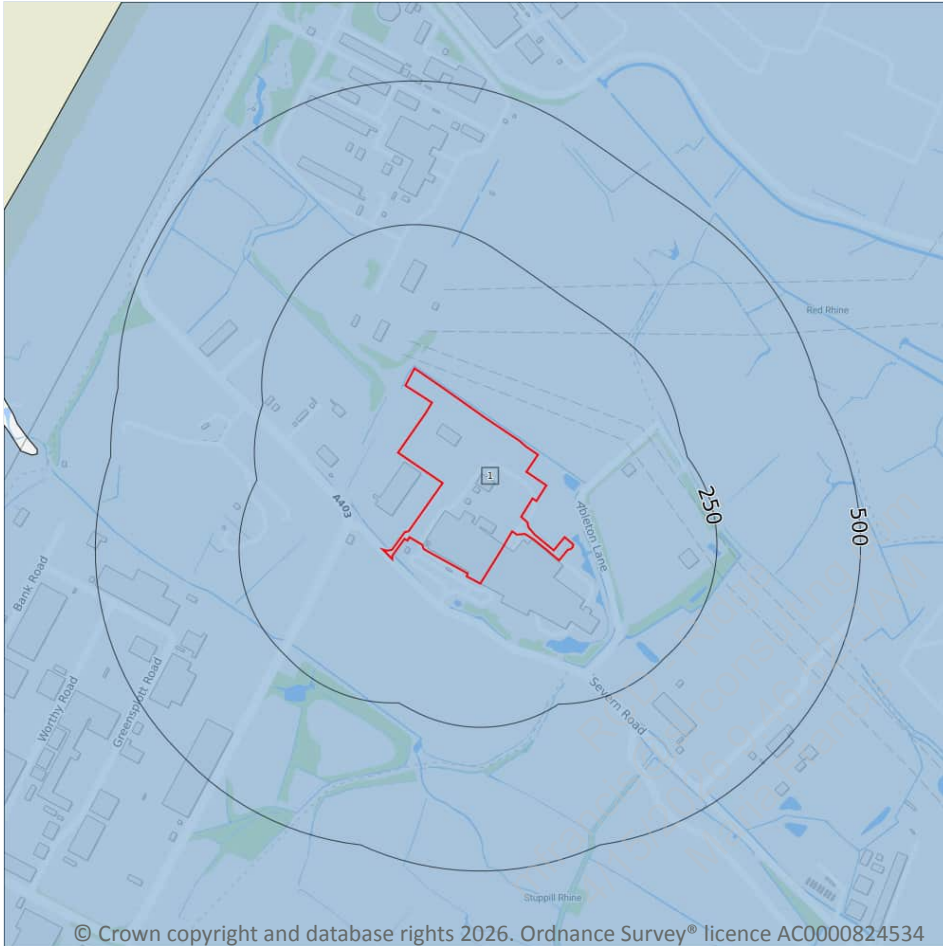 Red Rhine
1
A403
Ableton Lane
250
500
Bank Road
Worthy Road
Greensplott Road
Severn Road
Stuppill Rhine
© Crown copyright and database rights 2026. Ordnance Survey® licence AC0000824534